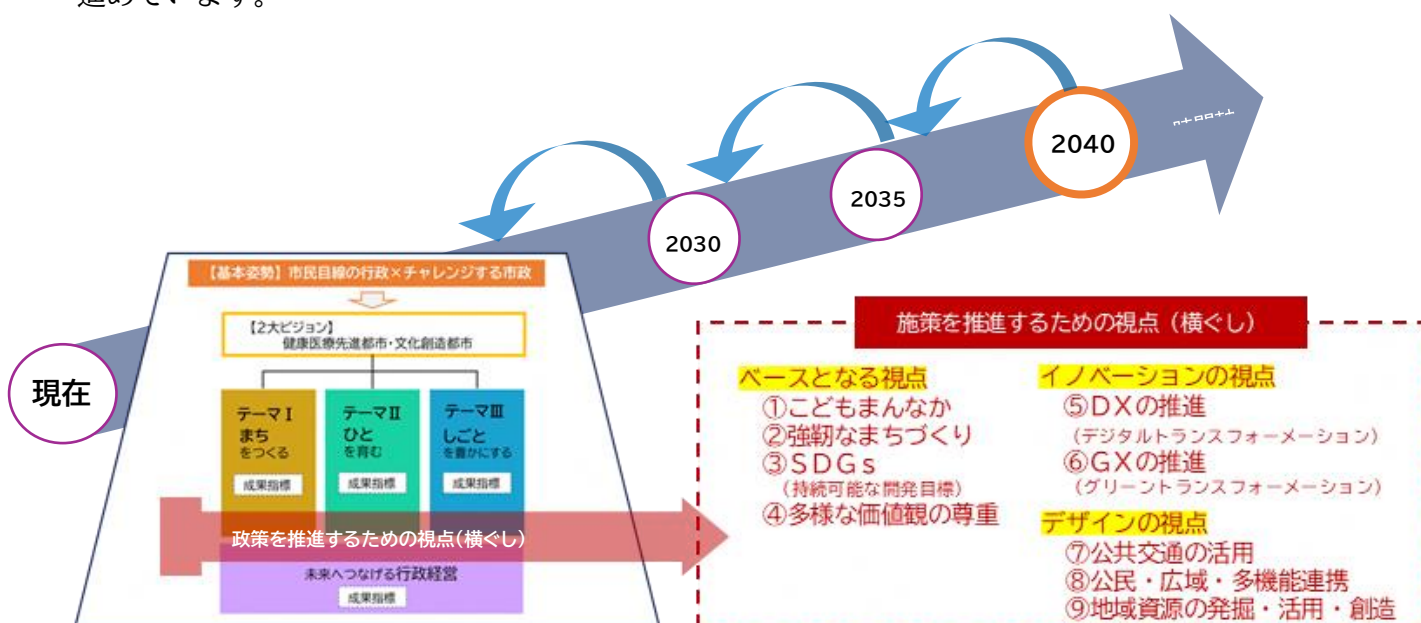 進めています。
2040
2035
2030
現在
【基本姿勢】市民目線の行政×チャレンジする市政
【2大ビジョン】
健康医療先進都市・文化創造都市
テーマⅠ
まち
をつくる
成果指標
テーマⅡ
ひと
を育む
成果指標
テーマⅢ
しごと
を豊かにする
成果指標
政策を推進するための視点(横ぐし)
未来へつなげる行政経営
成果指標
施策を推進するための視点（横ぐし）
ベースとなる視点
①こどもまんなか
②強靭なまちづくり
③SDGs
(持続可能な開発目標)
④多様な価値観の尊重
イノベーションの視点
⑤DXの推進
(デジタルトランスフォーメーション)
⑥GXの推進
(グリーントランスフォーメーション)
デザインの視点
⑦公共交通の活用
⑧公民・広域・多機能連携
⑨地域資源の発掘・活用・創造